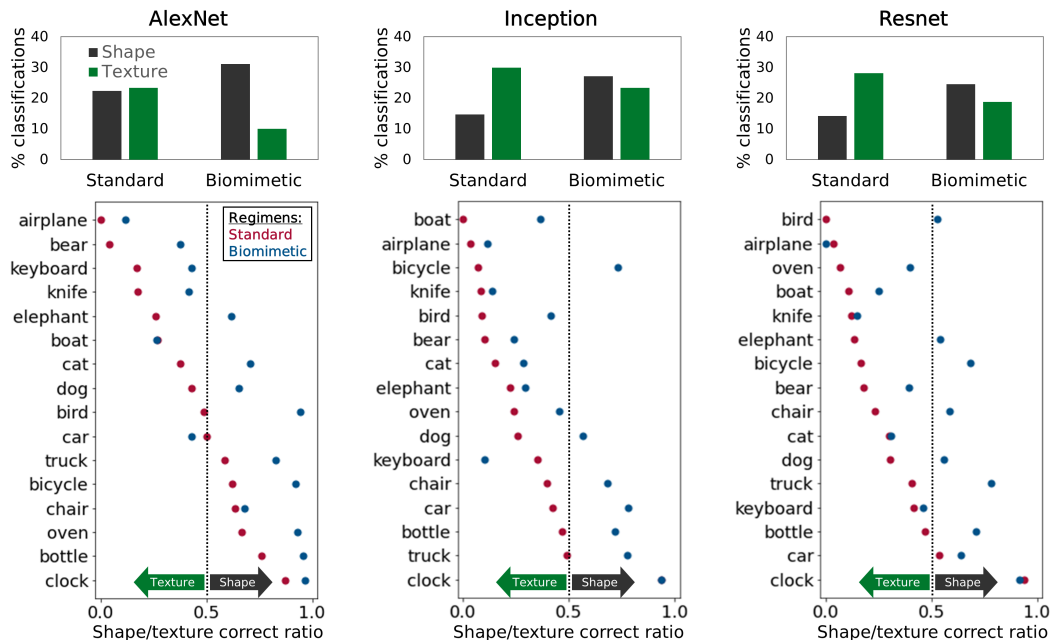 AlexNet
Inception
Resnet
% classifications
40
30
20
10
0
Shape
Texture
Standard
Biomimetic
% classifications
40
30
20
10
0
Standard
Biomimetic
% classifications
40
30
20
10
0
Standard
Biomimetic
airplane
bear
keyboard
knife
elephant
boat
cat
dog
bird
car
truck
bicycle
chair
oven
bottle
clock
Regimens:
Standard
Biomimetic
Texture
Shape
0.0
0.5
1.0
Shape/texture correct ratio
boat
airplane
bicycle
knife
bird
bear
cat
elephant
oven
dog
keyboard
chair
car
bottle
truck
clock
Texture
Shape
0.0
0.5
1.0
Shape/texture correct ratio
bird
airplane
oven
boat
knife
elephant
bicycle
bear
chair
cat
dog
truck
keyboard
bottle
car
clock
Texture
Shape
0.0
0.5
1.0
Shape/texture correct ratio